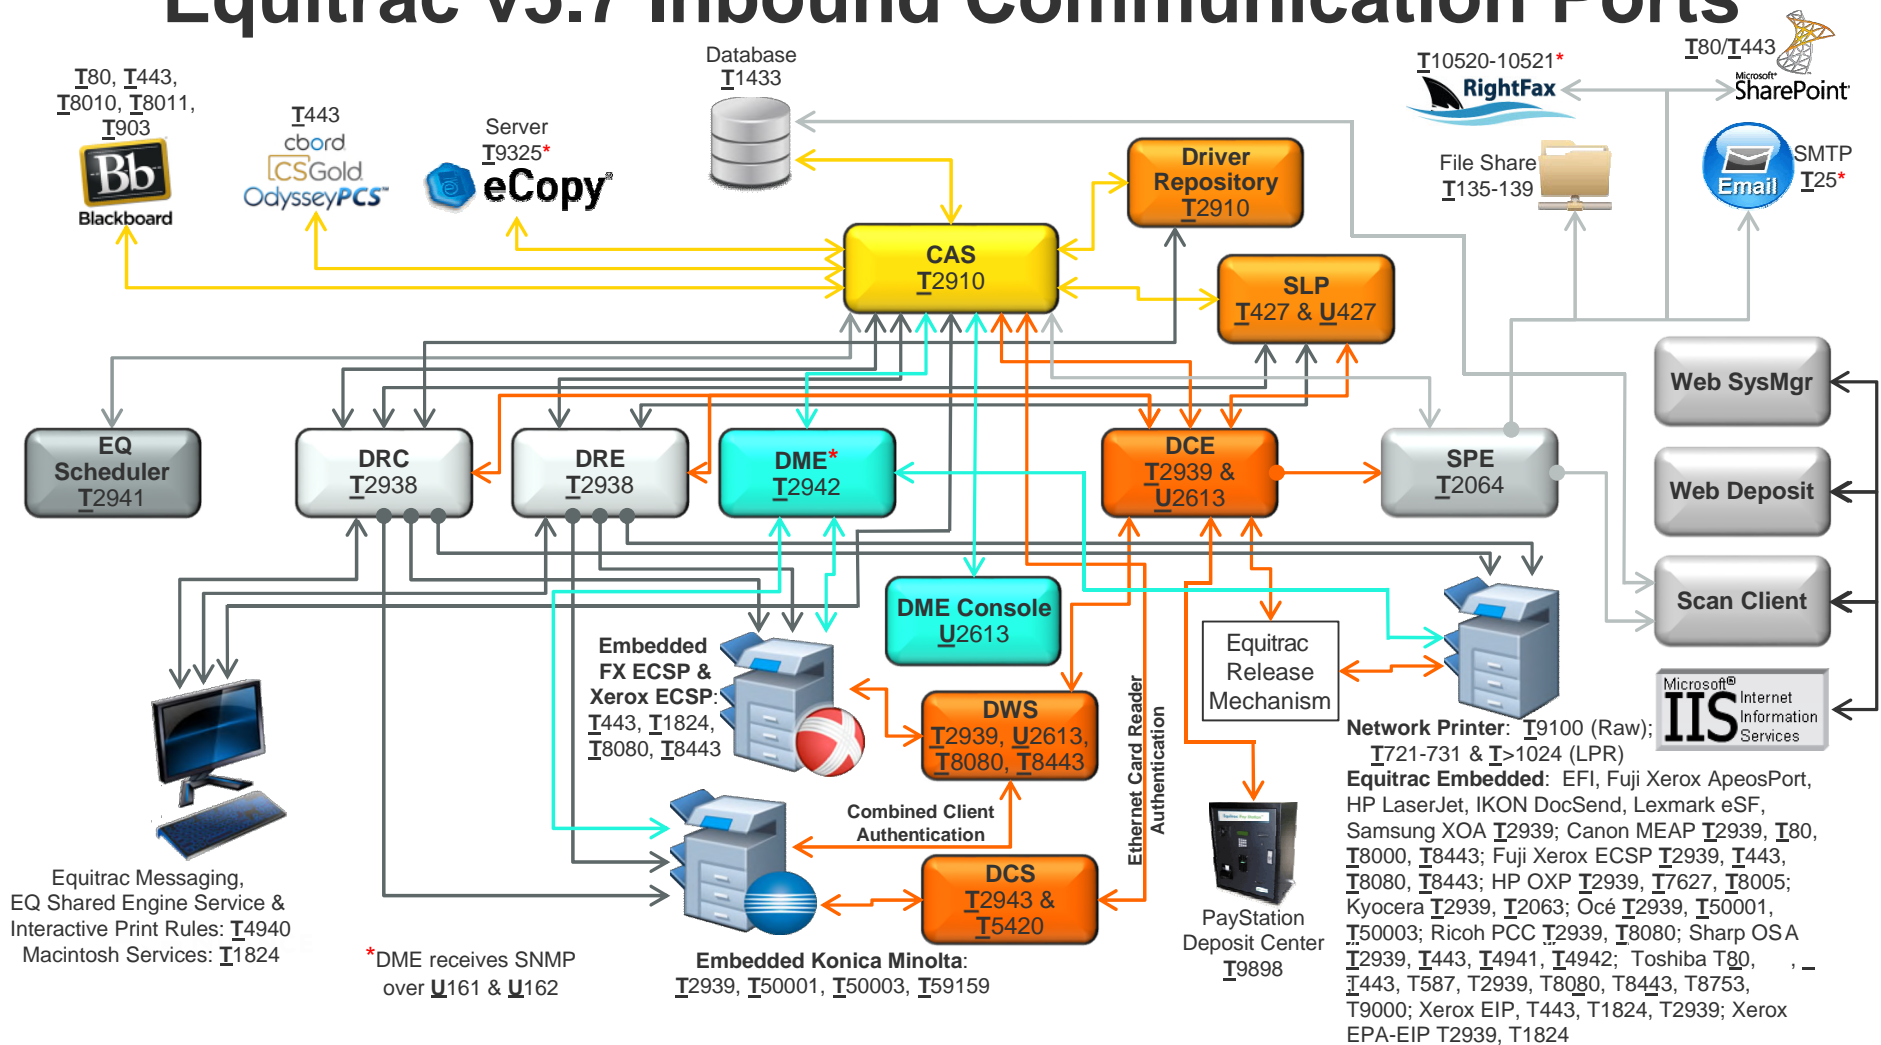 Equitrac v5.7 Inbound Communication Ports
T80, T443,
T8010, T8011,
T903
Bb
Blackboard
T443
cbord
CSGold
OdysseyPCS™
Server
T9325*
eCopy®
Database
T1433
Driver
Repository
T2910
T10520-10521*
RightFax
T80/T443
Microsoft®
SharePoint
File Share
T135-139
Email
SMTP
T25*
CAS
T2910
SLP
T427 & U427
EQ
Scheduler
T2941
DRC
T2938
DRE
T2938
DME*
T2942
DCE
T2939 &
U2613
SPE
T2064
Web SysMgr
Web Deposit
Scan Client
Microsoft®
IIS
Internet
Information
Services
DME Console
U2613
Embedded
FX ECSP &
Xerox ECSP:
T443, T1824,
T8080, T8443
DWS
T2939, U2613,
T8080, T8443
Combined Client
Authentication
DCS
T2943 &
T5420
Ethernet Card Reader
Authentication
Equitrac
Release
Mechanism
PayStation
Deposit Center
T9898
Equitrac Messaging,
EQ Shared Engine Service &
Interactive Print Rules: T4940
Macintosh Services: T1824
*DME receives SNMP
over U161 & U162
Embedded Konica Minolta:
T2939, T50001, T50003, T59159
Network Printer: T9100 (Raw);
T721-731 & T>1024 (LPR)
Equitrac Embedded: EFI, Fuji Xerox ApeosPort,
HP LaserJet, IKON DocSend, Lexmark eSF,
Samsung XOA T2939; Canon MEAP T2939, T80,
T8000, T8443; Fuji Xerox ECSP T2939, T443,
T8080, T8443; HP OXP T2939, T7627, T8005;
Kyocera T2939, T2063; Océ T2939, T50001,
T50003; Ricoh PCC T2939, T8080; Sharp OSA
T2939, T443, T4941, T4942; Toshiba T80,
T443, T587, T2939, T8080, T8443, T8753,
T9000; Xerox EIP, T443, T1824, T2939; Xerox
EPA-EIP T2939, T1824